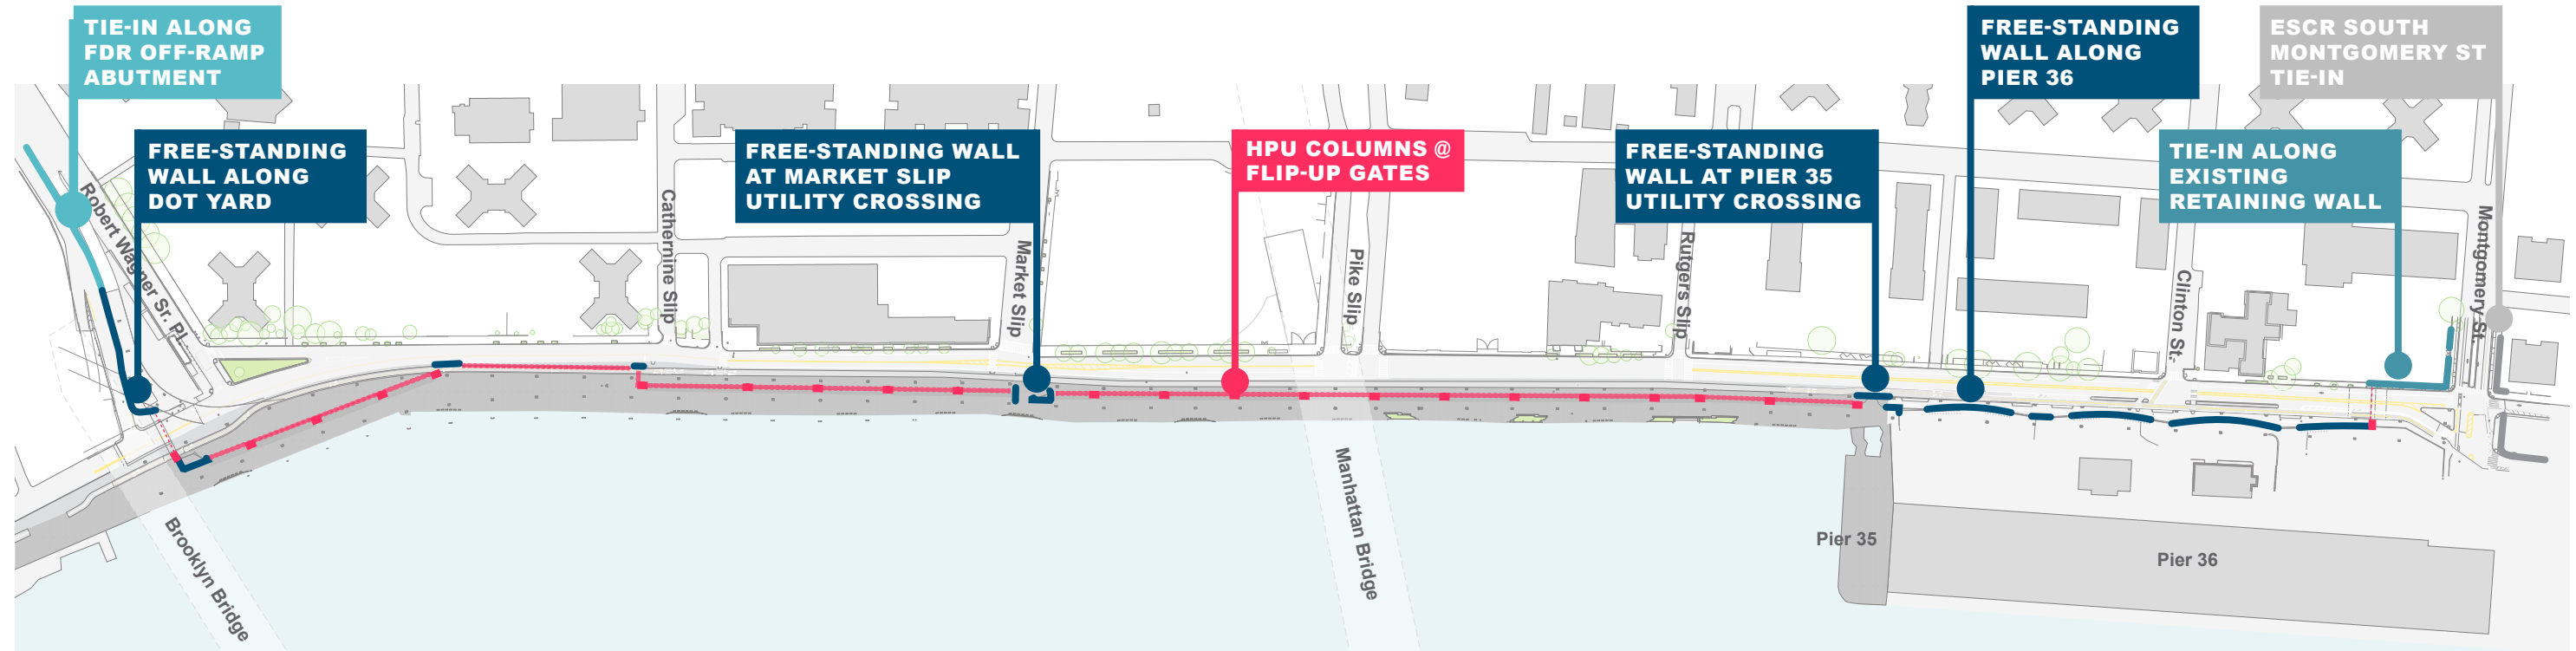 TIE-IN ALONG
FDR OFF-RAMP
ABUTMENT
FREE-STANDING
WALL ALONG
DOT YARD
FREE-STANDING WALL
AT MARKET SLIP
UTILITY CROSSING
HPU COLUMNS @
FLIP-UP GATES
FREE-STANDING
WALL AT PIER 35
UTILITY CROSSING
FREE-STANDING
WALL ALONG
PIER 36
TIE-IN ALONG
EXISTING
RETAINING WALL
ESCR SOUTH
MONTGOMERY ST
TIE-IN
Robert Wagner Sr. Pl.
Cathernine Slip
Market Slip
Pike Slip
Rutgers Slip
Clinton St.
Montgomery St.
Brooklyn Bridge
Manhattan Bridge
Pier 35
Pier 36